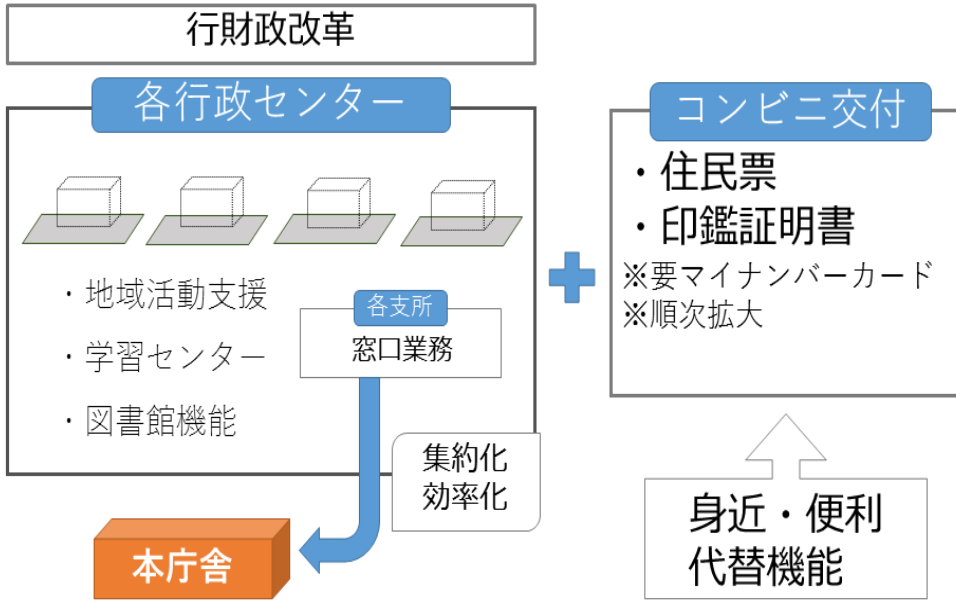 行財政改革
各行政センター
・地域活動支援
・学習センター
・図書館機能
各支所
窓口業務
集約化
効率化
本庁舎
コンビニ交付
・住民票
・印鑑証明書
※要マイナンバーカード
※順次拡大
身近・便利
代替機能